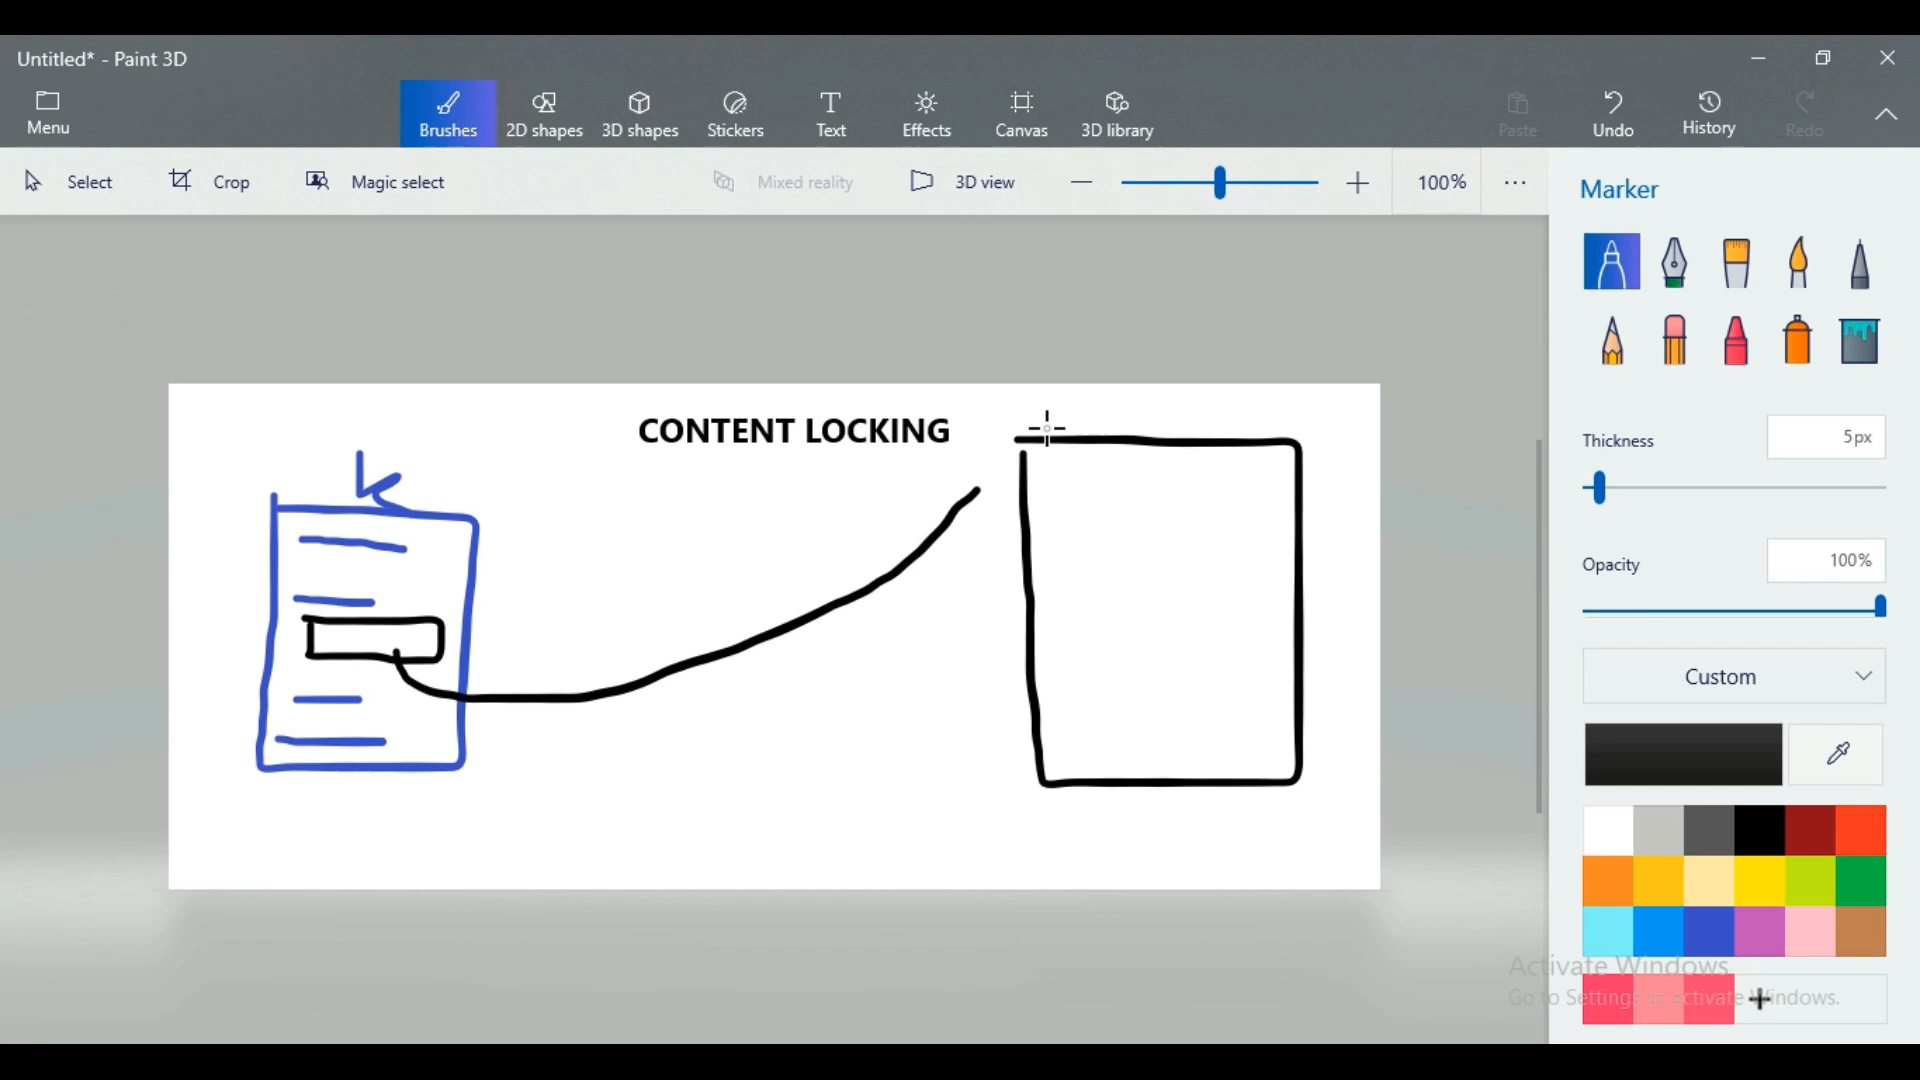 Untitled* - Paint 3D
Menu
Brushes
2D shapes
3D shapes
Stickers
Text
Effects
Canvas
3D library
Paste
Undo
History
Redo
Select
Crop
Magic select
Mixed reality
3D view
100%
Marker
Thickness
5px
Opacity
100%
Custom
CONTENT LOCKING
Activate Windows
Go to Settings to activate Windows.